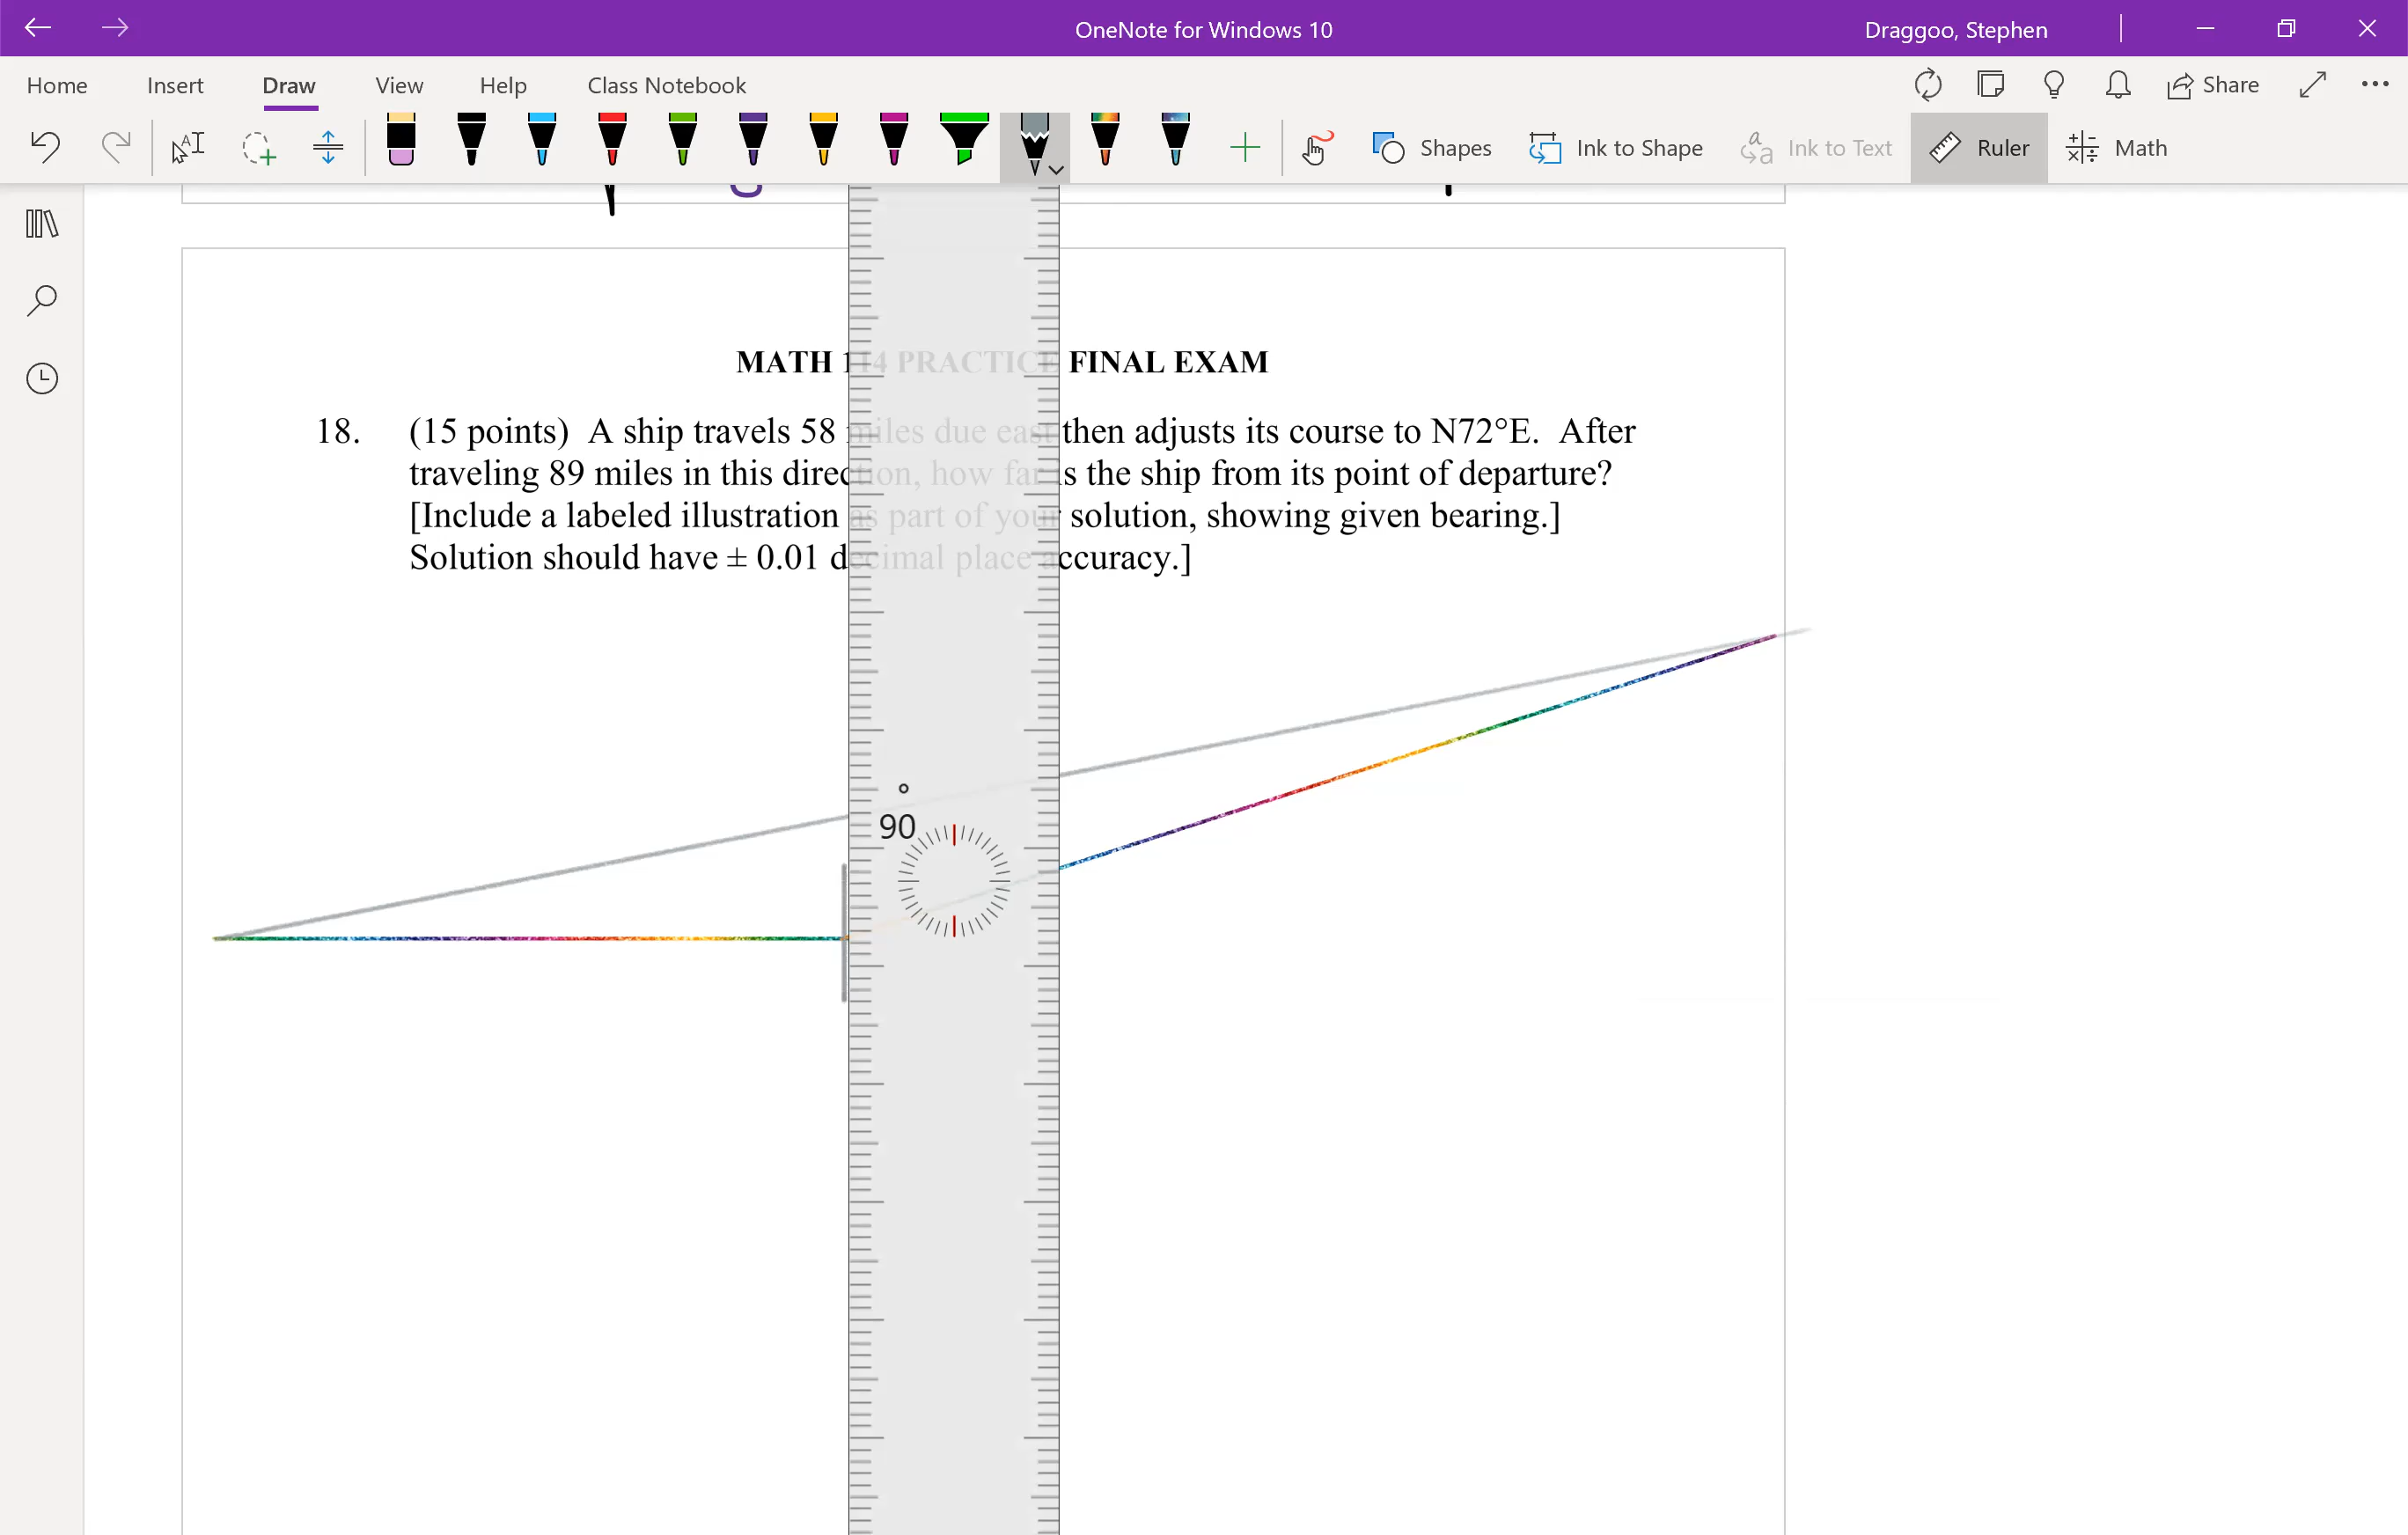 OneNote for Windows 10
Draggoo, Stephen
Home Insert Draw View Help Class Notebook
Share
Shapes Ink to Shape Ink to Text Ruler Math
MATH 114 PRACTICE FINAL EXAM
18. (15 points) A ship travels 58 miles due east then adjusts its course to N72°E. After
traveling 89 miles in this direction, how far is the ship from its point of departure?
[Include a labeled illustration as part of your solution, showing given bearing.]
Solution should have ± 0.01 decimal place accuracy.]
90°